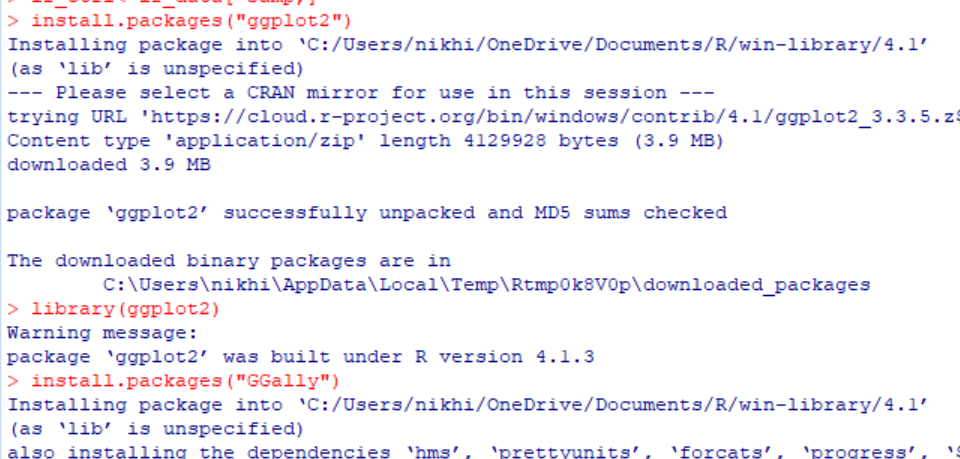 > install.packages("ggplot2")
Installing package into ‘C:/Users/nikhi/OneDrive/Documents/R/win-library/4.1’
(as ‘lib’ is unspecified)
--- Please select a CRAN mirror for use in this session ---
trying URL 'https://cloud.r-project.org/bin/windows/contrib/4.1/ggplot2_3.3.5.z
Content type 'application/zip' length 4129928 bytes (3.9 MB)
downloaded 3.9 MB
package ‘ggplot2’ successfully unpacked and MD5 sums checked
The downloaded binary packages are in
C:\Users\nikhi\AppData\Local\Temp\Rtmp0k8V0p\downloaded_packages
> library(ggplot2)
Warning message:
package ‘ggplot2’ was built under R version 4.1.3
> install.packages("GGally")
Installing package into ‘C:/Users/nikhi/OneDrive/Documents/R/win-library/4.1’
(as ‘lib’ is unspecified)
also installing the dependencies ‘hms’, ‘prettyunits’, ‘forcats’, ‘progress’,